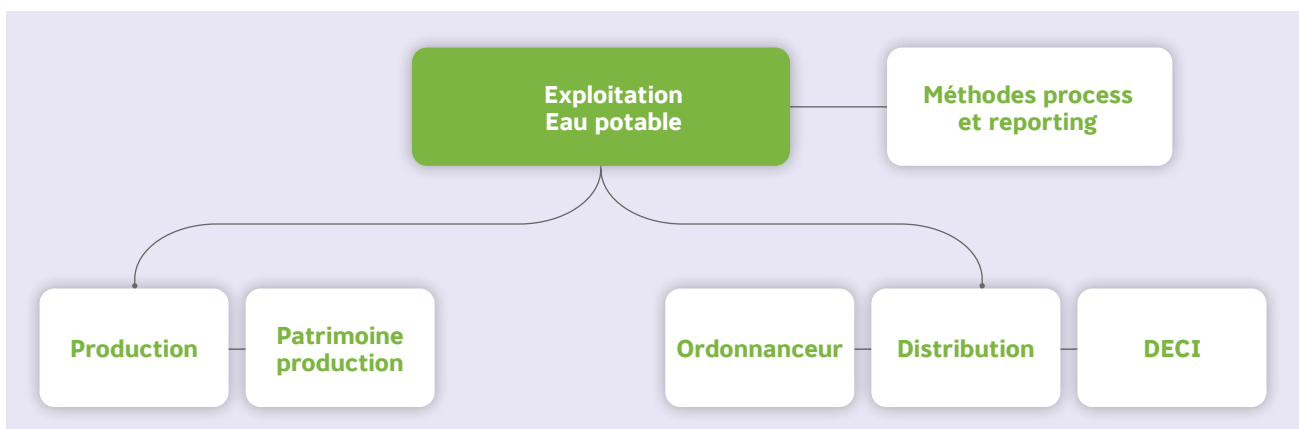 Exploitation
Eau potable
Méthodes process
et reporting
Production
Patrimoine
production
Ordonnanceur
Distribution
DECI